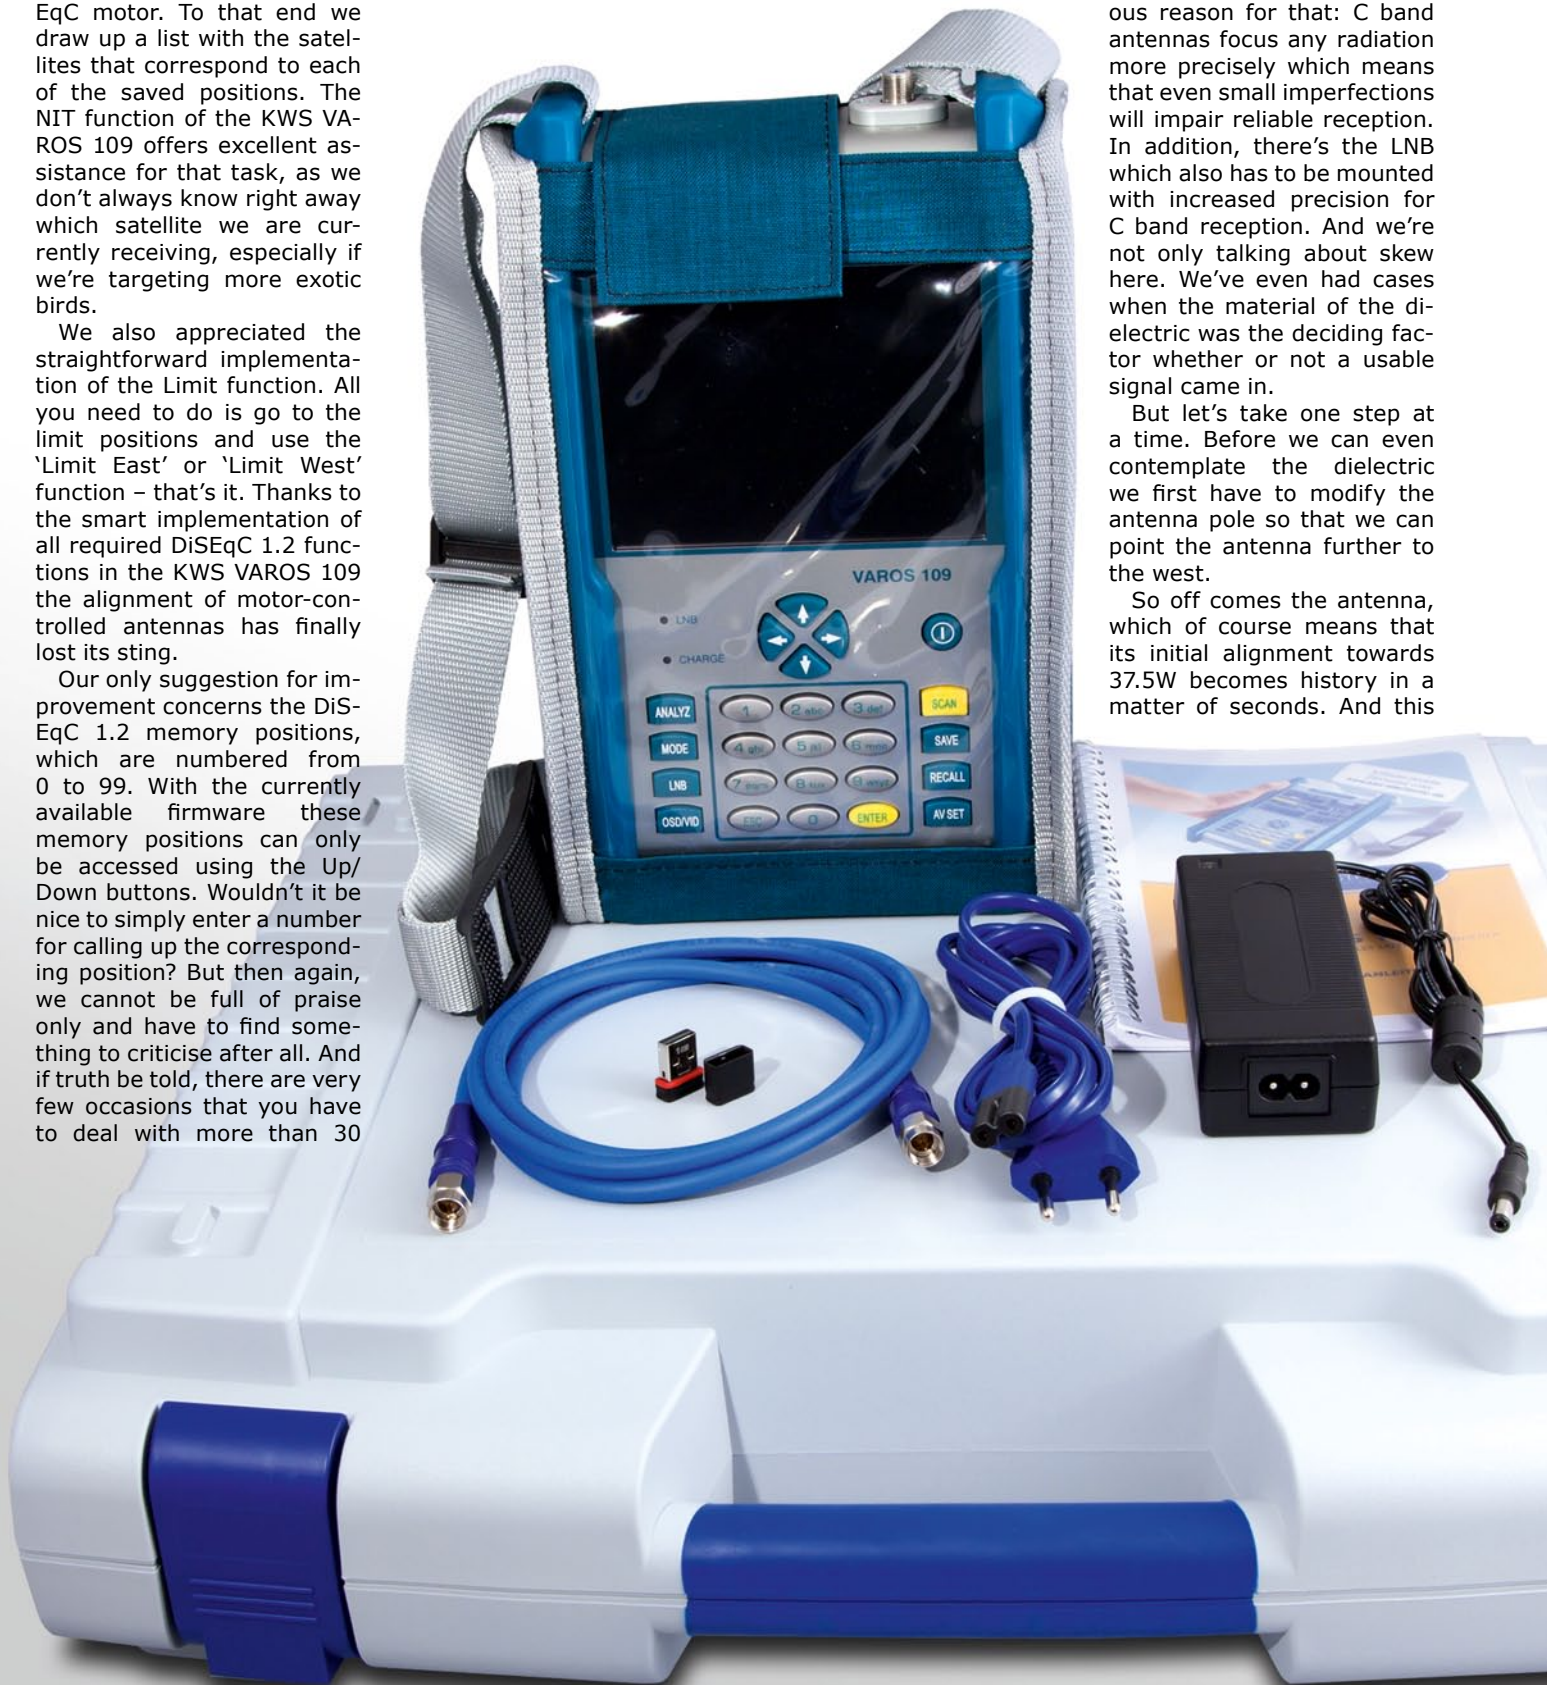 EqC motor. To that end we
draw up a list with the satel-
lites that correspond to each
of the saved positions. The
NIT function of the KWS VA-
ROS 109 offers excellent as-
sistance for that task, as we
don’t always know right away
which satellite we are cur-
rently receiving, especially if
we’re targeting more exotic
birds.
We also appreciated the
straightforward implementa-
tion of the Limit function. All
you need to do is go to the
limit positions and use the
‘Limit East’ or ‘Limit West’
function – that’s it. Thanks to
the smart implementation of
all required DiSEqC 1.2 func-
tions in the KWS VAROS 109
the alignment of motor-con-
trolled antennas has finally
lost its sting.
Our only suggestion for im-
provement concerns the DiS-
EqC 1.2 memory positions,
which are numbered from
0 to 99. With the currently
available firmware these
memory positions can only
be accessed using the Up/
Down buttons. Wouldn’t it be
nice to simply enter a number
for calling up the correspond-
ing position? But then again,
we cannot be full of praise
only and have to find some-
thing to criticise after all. And
if truth be told, there are very
few occasions that you have
to deal with more than 30
ous reason for that: C band
antennas focus any radiation
more precisely which means
that even small imperfections
will impair reliable reception.
In addition, there’s the LNB
which also has to be mounted
with increased precision for
C band reception. And we’re
not only talking about skew
here. We’ve even had cases
when the material of the di-
electric was the deciding fac-
tor whether or not a usable
signal came in.
But let’s take one step at
a time. Before we can even
contemplate the dielectric
we first have to modify the
antenna pole so that we can
point the antenna further to
the west.
So off comes the antenna,
which of course means that
its initial alignment towards
37.5W becomes history in a
matter of seconds. And this
VAROS 109
LNB
CHARGE
ANALYZ 1 2 abc 3 def SCAN
MODE 4 ghi 5 jkl 6 mno SAVE
LNB 7 pqrs 8 tuv 9 wxyz RECALL
OSD/VID ESC 0 ENTER AV SET